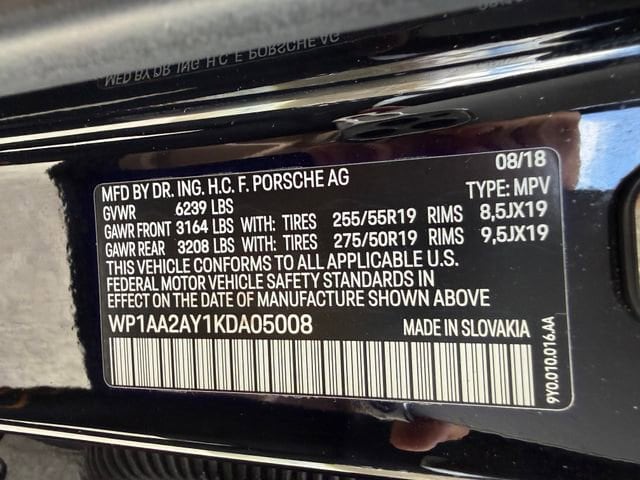 MFD BY DR. ING. H.C. F. PORSCHE AG 08/18
GVWR 6239 LBS TYPE: MPV
GAWR FRONT 3164 LBS WITH: TIRES 255/55R19 RIMS 8,5JX19
GAWR REAR 3208 LBS WITH: TIRES 275/50R19 RIMS 9,5JX19
THIS VEHICLE CONFORMS TO ALL APPLICABLE U.S.
FEDERAL MOTOR VEHICLE SAFETY STANDARDS IN
EFFECT ON THE DATE OF MANUFACTURE SHOWN ABOVE
WP1AA2AY1KDA05008 MADE IN SLOVAKIA
9Y0.010.016.AA